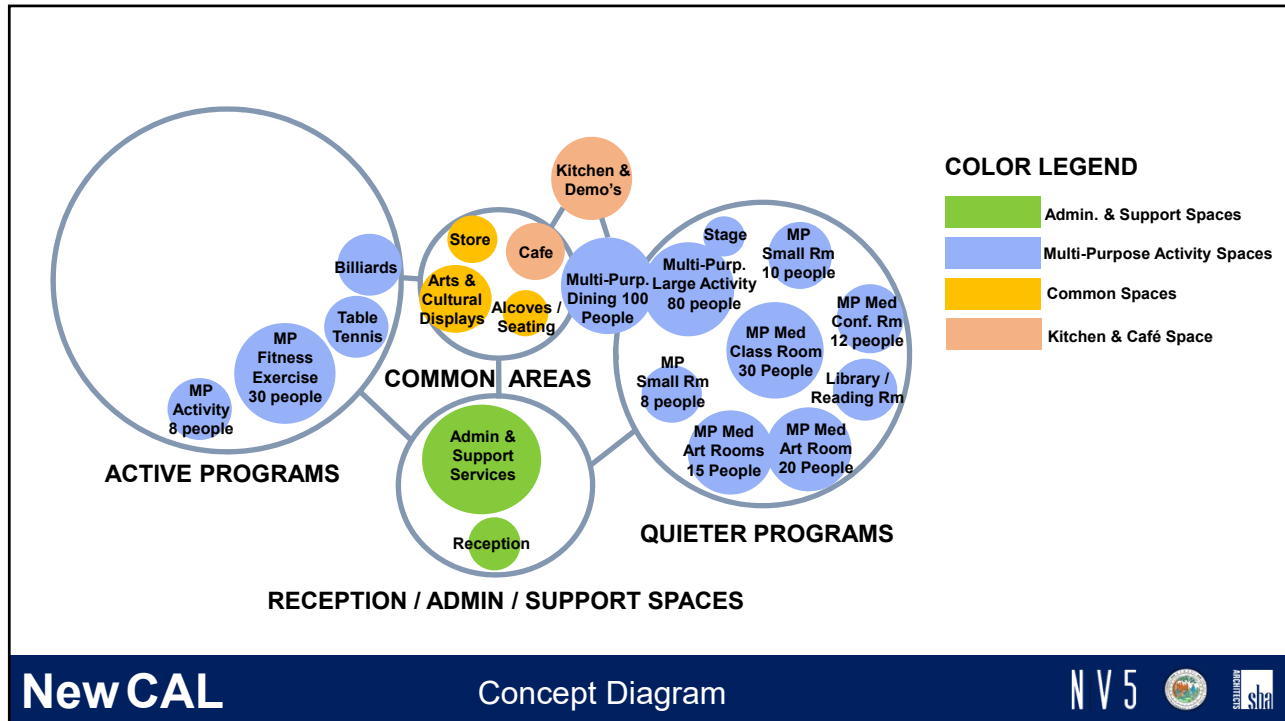 Kitchen &
Demo's
Store
Cafe
Arts &
Cultural
Displays
Alcoves /
Seating
Billiards
Table
Tennis
MP
Fitness
Exercise
30 people
MP
Activity
8 people
ACTIVE PROGRAMS
COMMON AREAS
Multi-Purp.
Dining 100
People
Stage
Multi-Purp.
Large Activity
80 people
MP
Small Rm
10 people
MP Med
Conf. Rm
12 people
MP Med
Class Room
30 People
MP
Small Rm
8 people
Library /
Reading Rm
MP Med
Art Rooms
15 People
MP Med
Art Room
20 People
QUIETER PROGRAMS
Admin &
Support
Services
Reception
RECEPTION / ADMIN / SUPPORT SPACES
COLOR LEGEND
Admin. & Support Spaces
Multi-Purpose Activity Spaces
Common Spaces
Kitchen & Café Space
New CAL
Concept Diagram
NV5
ARCHITECTS
sha